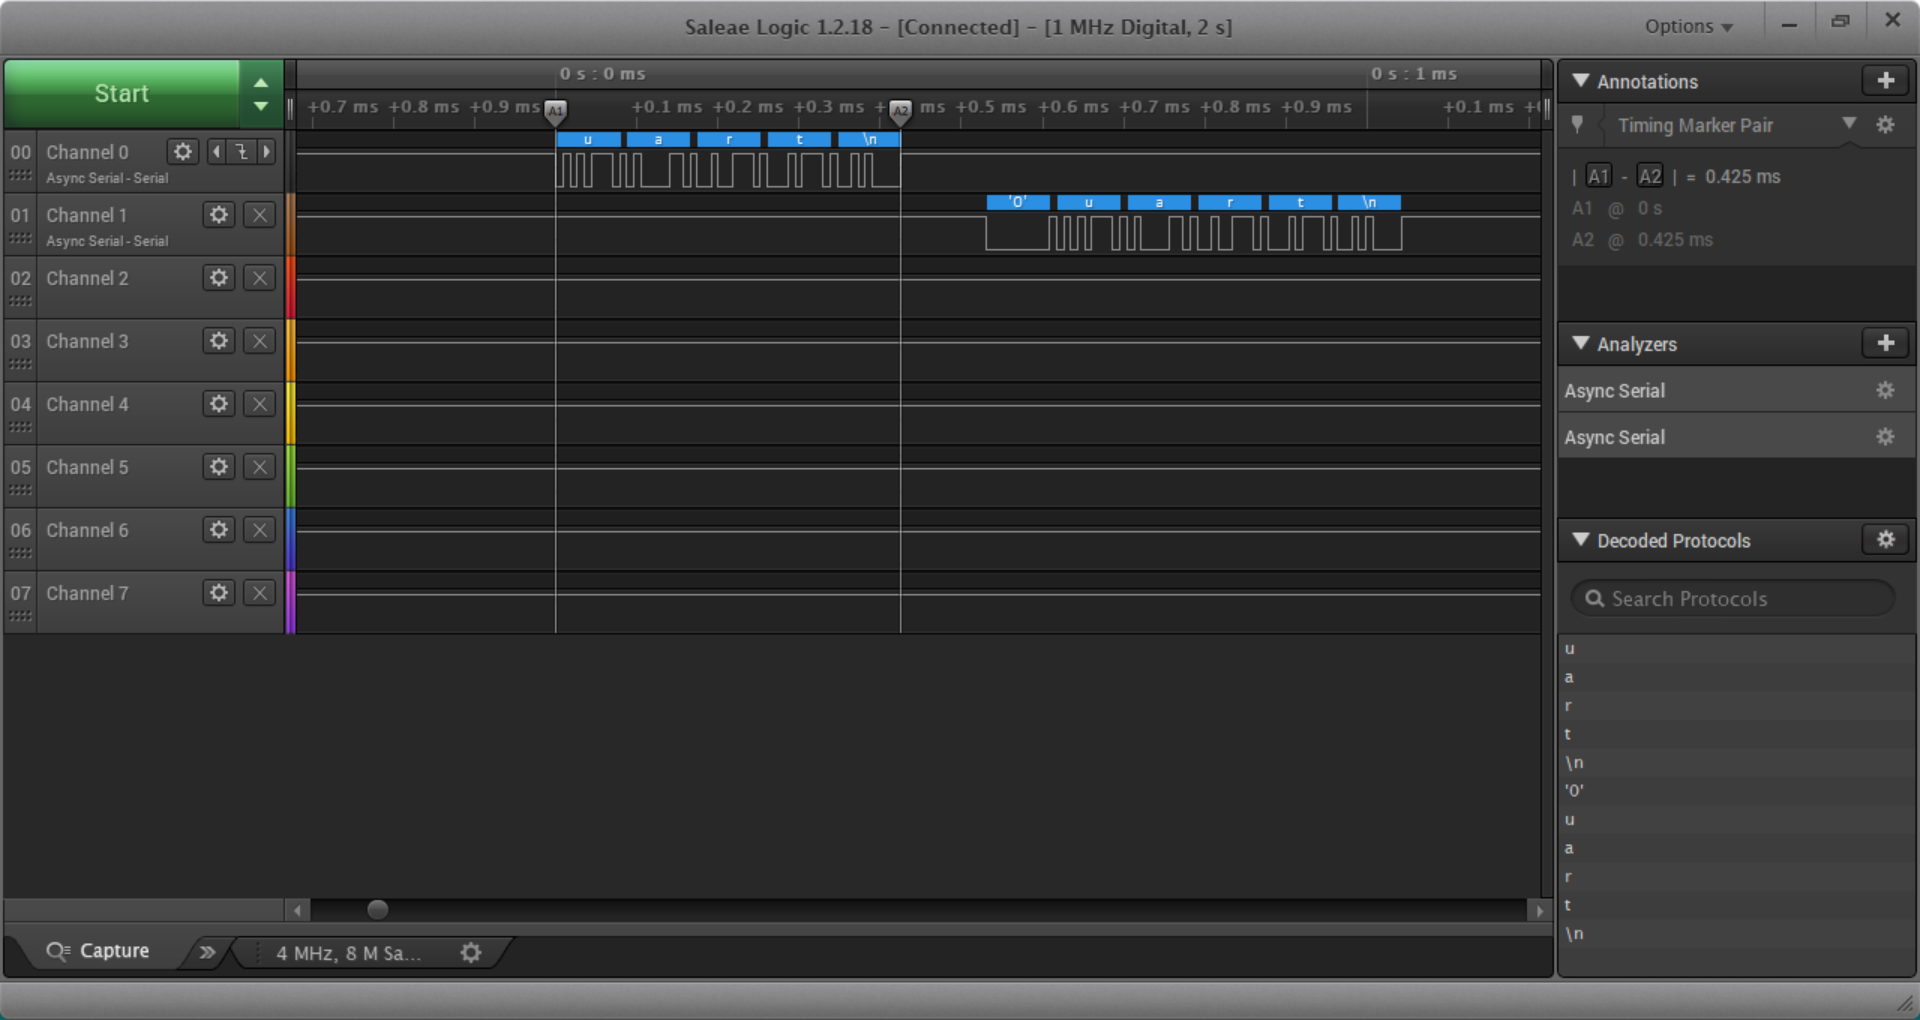 Saleae Logic 1.2.18 - [Connected] - [1 MHz Digital, 2 s]
Options
Start
0 s : 0 ms
0 s : 1 ms
+0.7 ms
+0.8 ms
+0.9 ms
A1
+0.1 ms
+0.2 ms
+0.3 ms
+
A2
ms
+0.5 ms
+0.6 ms
+0.7 ms
+0.8 ms
+0.9 ms
+0.1 ms
00
Channel 0
Async Serial - Serial
u
a
r
t
\n
01
Channel 1
Async Serial - Serial
'0'
u
a
r
t
\n
02
Channel 2
03
Channel 3
04
Channel 4
05
Channel 5
06
Channel 6
07
Channel 7
Capture
4 MHz, 8 M Sa...
Annotations
Timing Marker Pair
| A1 - A2 | = 0.425 ms
A1 @ 0 s
A2 @ 0.425 ms
Analyzers
Async Serial
Async Serial
Decoded Protocols
Search Protocols
u
a
r
t
\n
'0'
u
a
r
t
\n